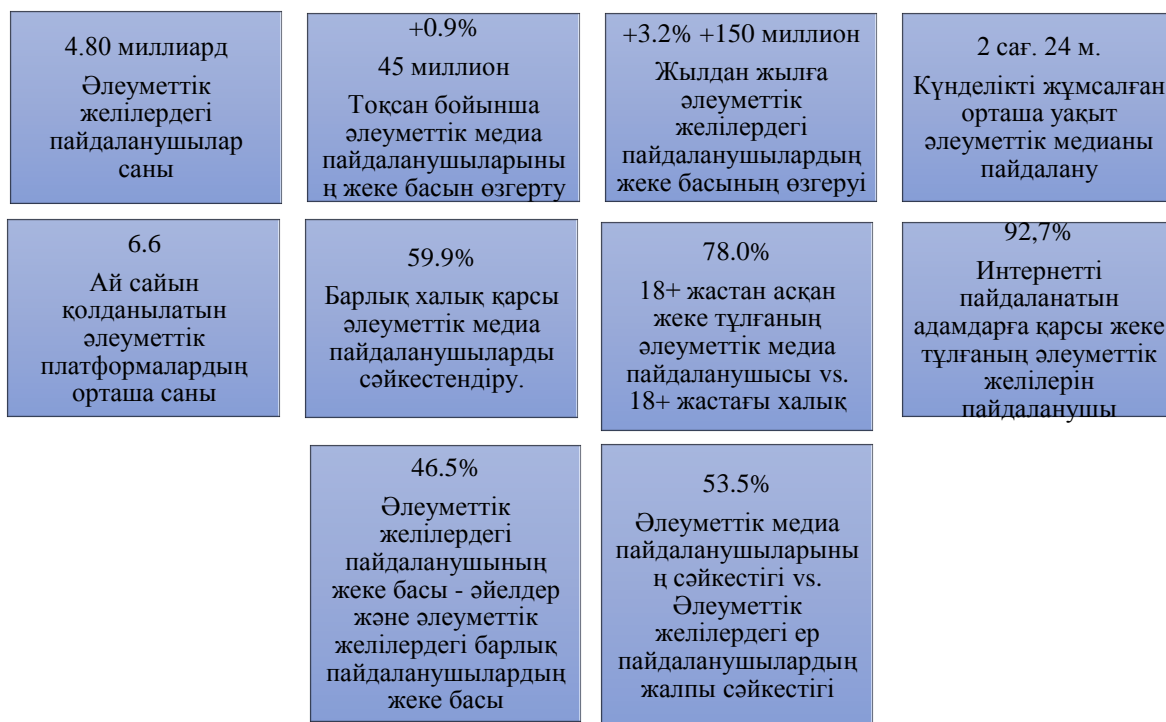 4.80 миллиард
Әлеуметтік
желілердегі
пайдаланушылар
саны
+0.9%
45 миллион
Тоқсан бойынша
әлеуметтік медиа
пайдаланушыларыны
ң жеке басын өзгерту
+3.2% +150 миллион
Жылдан жылға
әлеуметтік
желілердегі
пайдаланушылардың
жеке басының өзгеруі
2 сағ. 24 м.
Күнделікті жұмсалған
орташа уақыт
әлеуметтік медианы
пайдалану
6.6
Ай сайын
қолданылатын
әлеуметтік
платформалардың
орташа саны
59.9%
Барлық халық қарсы
әлеуметтік медиа
пайдаланушыларды
сәйкестендіру.
78.0%
18+ жастан асқан
жеке тұлғаның
әлеуметтік медиа
пайдаланушысы vs.
18+ жастағы халық
92,7%
Интернетті
пайдаланатын
адамдарға қарсы жеке
тұлғаның әлеуметтік
желілерін
пайдаланушы
46.5%
Әлеуметтік
желілердегі
пайдаланушының
жеке басы - әйелдер
және әлеуметтік
желілердегі барлық
пайдаланушылардың
жеке басы
53.5%
Әлеуметтік медиа
пайдаланушыларыны
ң сәйкестігі vs.
Әлеуметтік
желілердегі ер
пайдаланушылардың
жалпы сәйкестігі